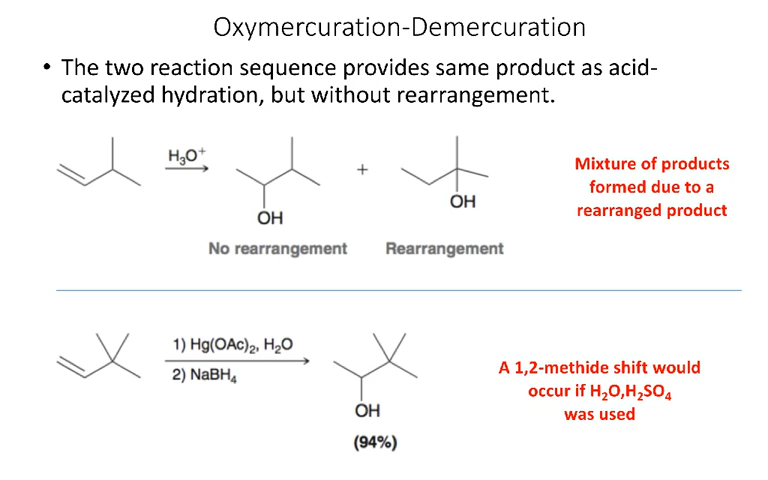 Oxymercuration-Demercuration
• The two reaction sequence provides same product as acid-
catalyzed hydration, but without rearrangement.
H₃O⁺
+
OH
OH
No rearrangement
Rearrangement
Mixture of products
formed due to a
rearranged product
1) Hg(OAc)₂, H₂O
2) NaBH₄
OH
(94%)
A 1,2-methide shift would
occur if H₂O,H₂SO₄
was used